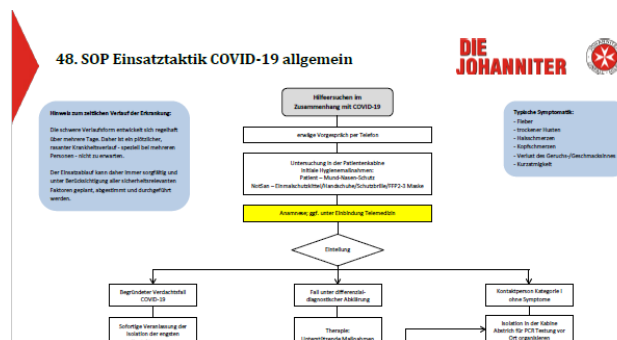 48. SOP Einsatztaktik COVID-19 allgemein
DIE
JOHANNITER
Hilfeersuchen im
Zusammenhang mit COVID-19
Hinweis zum zeitlichen Verlauf der Erkrankung:
Die schwere Verlaufsform entwickelt sich regelhaft
über mehrere Tage. Daher ist ein plötzlicher,
rasanter Krankheitsverlauf - speziell bei mehreren
Personen – nicht zu erwarten.
Der Einsatzablauf kann daher immer sorgfältig und
unter Berücksichtigung aller sicherheitsrelevanten
Faktoren geplant, abgestimmt und durchgeführt
werden.
Typische Symptomatik:
- Fieber
- trockener Husten
- Halsschmerzen
- Kopfschmerzen
- Verlust des Geruchs-/Geschmacksinnes
- Kurzatmigkeit
etwaige Vorgespräch per Telefon
Untersuchung in der Patientenkabine
Initiale Hygienemaßnahmen:
Patient – Mund-Nasen-Schutz
NotSan – Einmalschutzkittel/Handschuhe/Schutzbrille/FFP2-3 Maske
Anamnese; ggf. unter Einbindung Telemedizin
Einteilung
Begründeter Verdachtsfall
COVID-19
Fall unter differenzial-
diagnostischer Abklärung
Kontaktperson Kategorie I
ohne Symptome
Sofortige Veranlassung der
Isolation der engsten
Therapie:
Unterstützende Maßnahmen
Isolation in der Kabine
Abstrich für PCR Testung vor
Ort organisieren